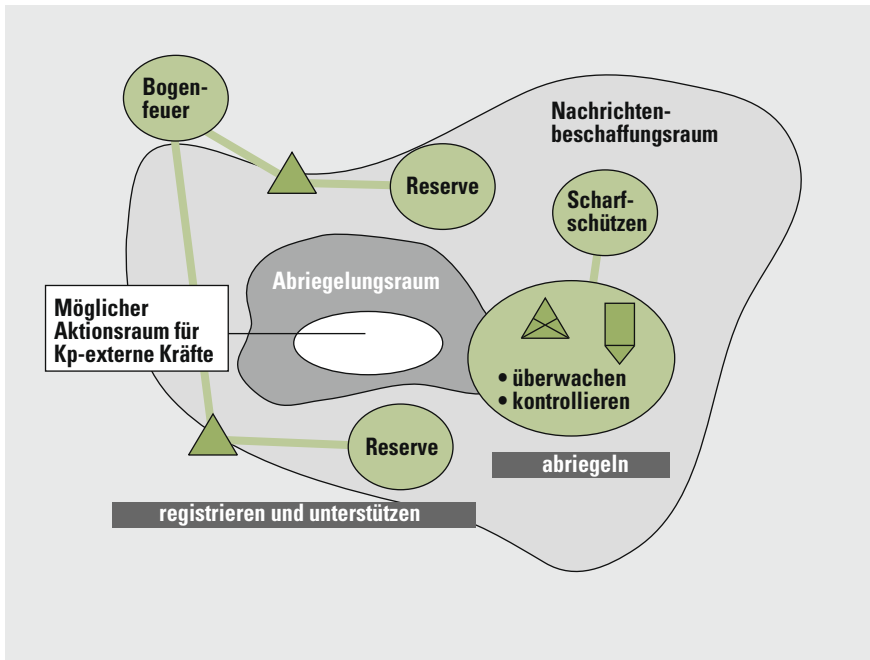 Bogen-
feuer
Nachrichten-
beschaffungsraum
Reserve
Scharf-
schützen
Abriegelungsraum
Möglicher
Aktionsraum für
Kp-externe Kräfte
• überwachen
• kontrollieren
Reserve
abriegeln
registrieren und unterstützen